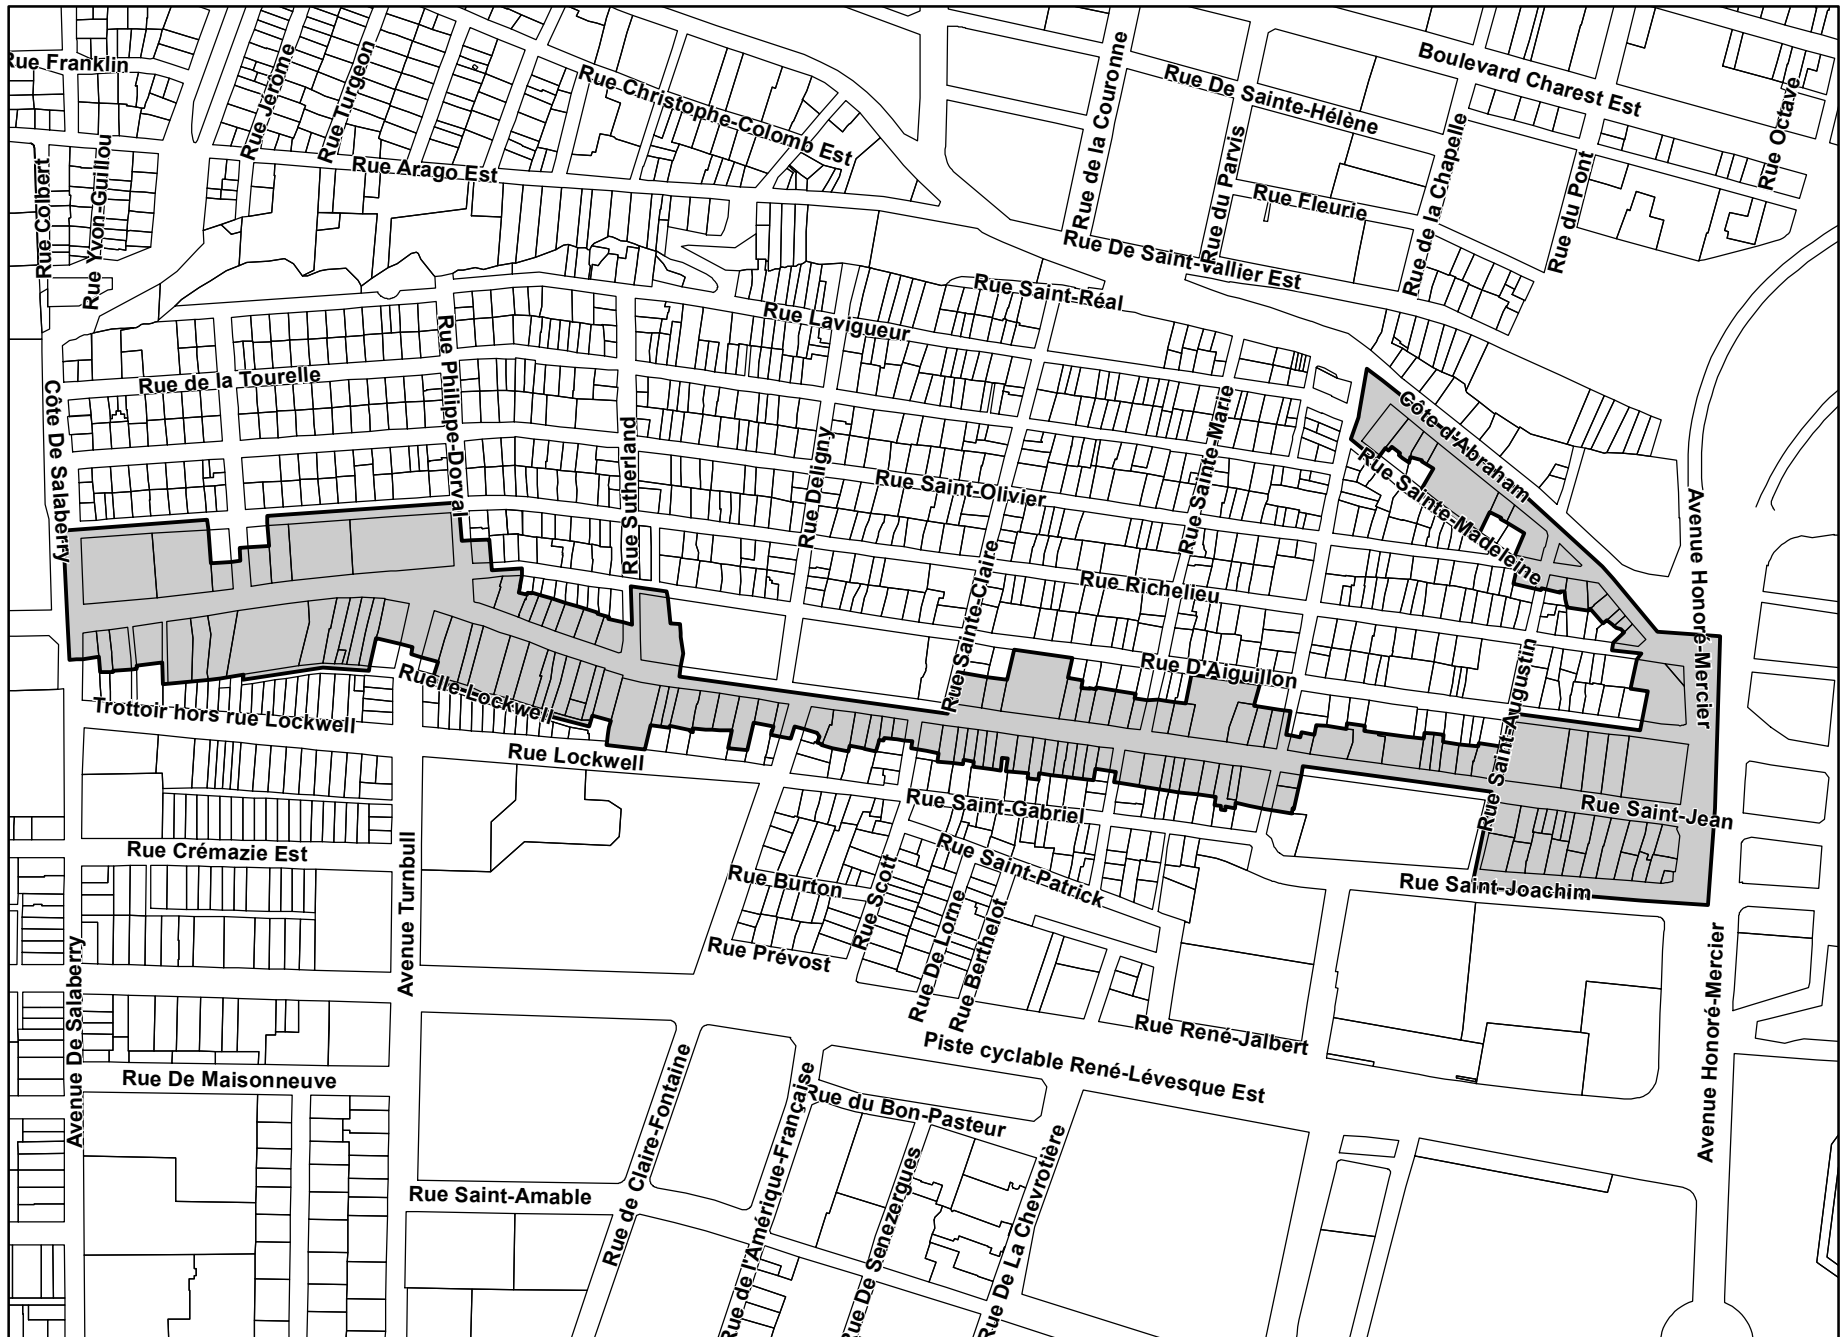 Rue Franklin
Rue Jérôme
Rue Turgeon
Rue Christophe-Colomb Est
Rue de la Couronne
Rue De Sainte-Hélène
Boulevard Charest Est
Rue Octave
Rue Colbert
Rue Yvon-Guillou
Rue Arago Est
Rue du Parvis
Rue Fleurie
Rue de la Chapelle
Rue du Pont
Rue De Saint-Vallier Est
Rue Saint-Réal
Rue Lavigueur
Rue de la Tourelle
Rue Philippe-Dorval
Côte De Salaberry
Rue Sutherland
Rue Deligny
Rue Saint-Olivier
Rue Sainte-Marie
Côte d'Abraham
Rue Sainte-Madeleine
Avenue Honoré-Mercier
Rue Sainte-Claire
Rue Richelieu
Rue D'Aiguillon
Rue Saint-Augustin
Ruelle Lockwell
Trottoir hors rue Lockwell
Rue Lockwell
Rue Saint-Gabriel
Rue Saint-Jean
Rue Crémazie Est
Avenue Turnbull
Rue Burton
Rue Scott
Rue Saint-Patrick
Rue Saint-Joachim
Rue Prévost
Rue De Lorne
Rue Berthelot
Avenue De Salaberry
Avenue Honoré-Mercier
Rue René-Jalbert
Piste cyclable René-Lévesque Est
Rue De Maisonneuve
Rue du Bon-Pasteur
Rue de Claire-Fontaine
Rue de l'Amérique-Française
Rue De Senezergues
Rue De La Chevrotière
Rue Saint-Amable